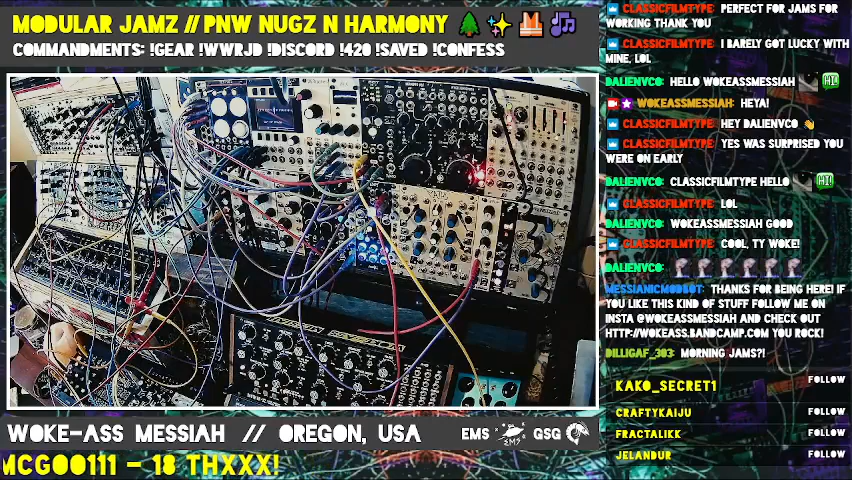 MODULAR JAMZ // PNW NUGZ N HARMONY
COMMANDMENTS: !GEAR !WWRJD !DISCORD !420 !SAVED !CONFESS
CLASSICFILMTYPE: PERFECT FOR JAMS FOR
WORKING THANK YOU
CLASSICFILMTYPE: I BARELY GOT LUCKY WITH
MINE, LOL
DALIENVCO: HELLO WOKEASSMESSIAH HI!
WOKEASSMESSIAH: HEYA!
CLASSICFILMTYPE: HEY DALIENVCO
CLASSICFILMTYPE: YES WAS SURPRISED YOU
WERE ON EARLY
DALIENVCO: CLASSICFILMTYPE HELLO HI!
CLASSICFILMTYPE: LOL
DALIENVCO: WOKEASSMESSIAH GOOD
CLASSICFILMTYPE: COOL, TY WOKE!
DALIENVCO:
MESSIANICMODBOT: THANKS FOR BEING HERE! IF
YOU LIKE THIS KIND OF STUFF FOLLOW ME ON
INSTA @WOKEASSMESSIAH AND CHECK OUT
HTTP://WOKEASS.BANDCAMP.COM YOU ROCK!
DILLIGAF_303: MORNING JAMS?!
KAKO_SECRET1 FOLLOW
CRAFTYKAIJU FOLLOW
FRACTALIKK FOLLOW
JELANDUR FOLLOW
WOKE-ASS MESSIAH // OREGON, USA EMS EMS GSG
MCGOO111 - 18 THXXX!